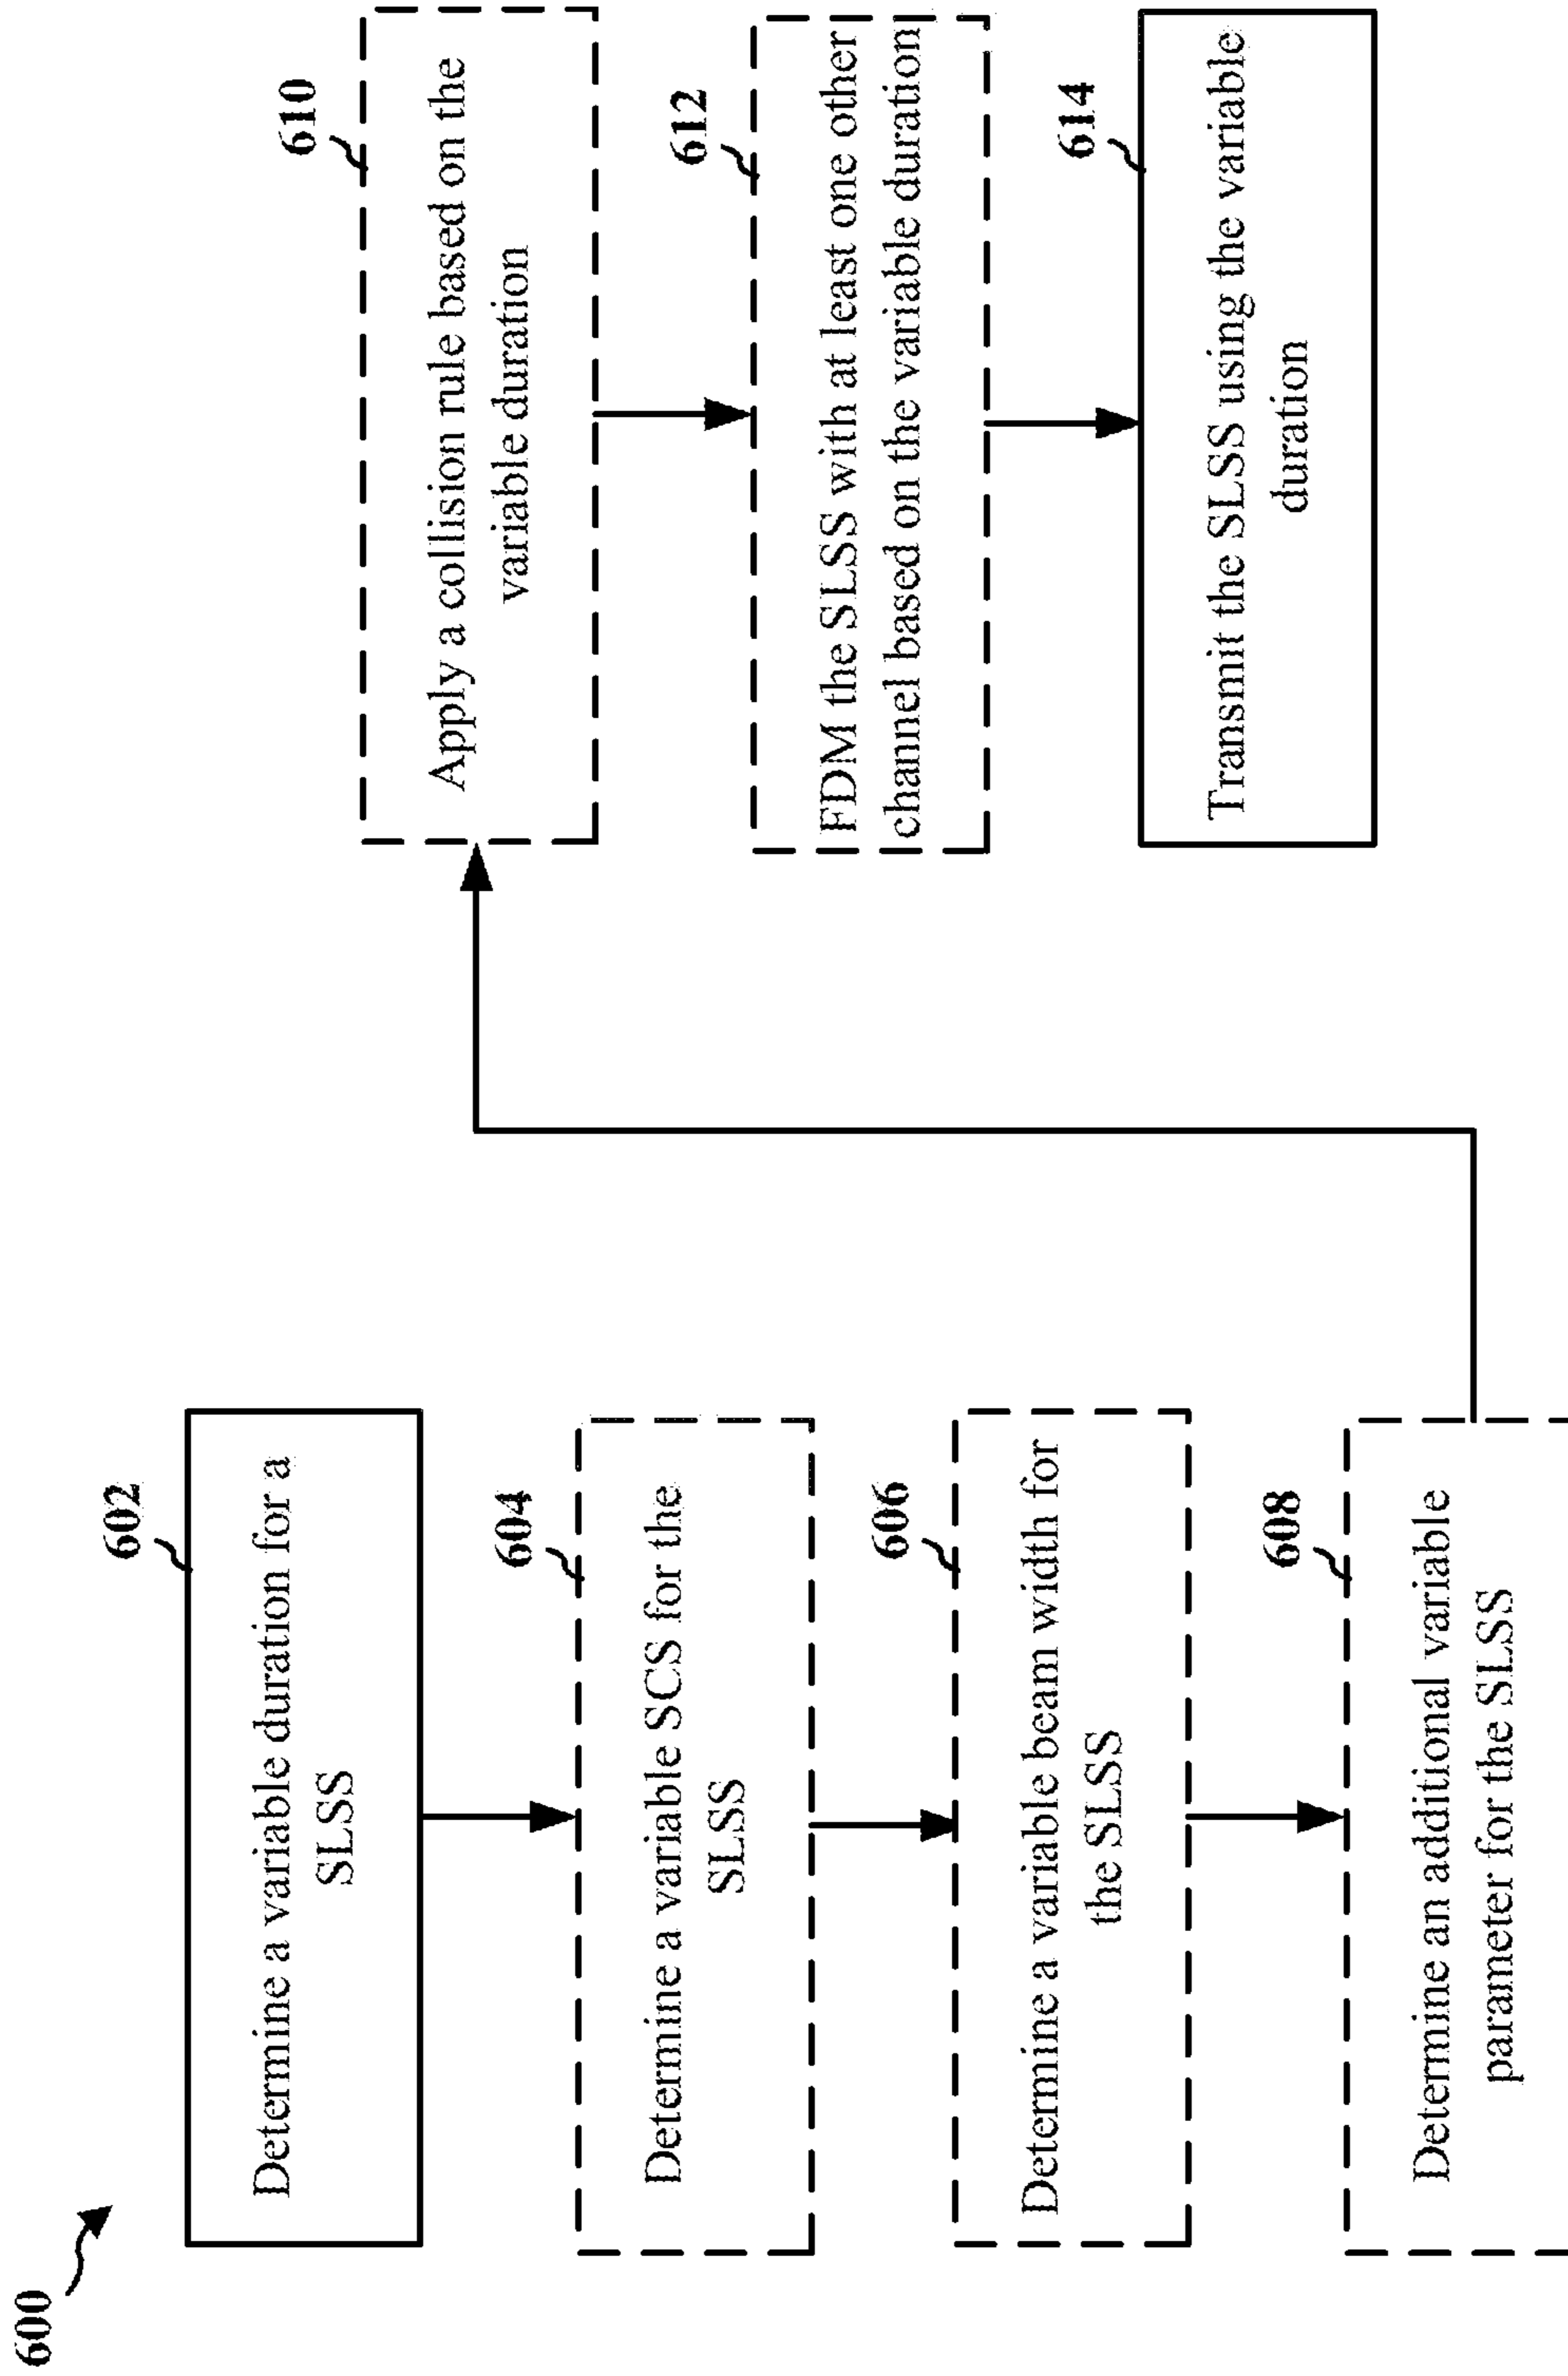 600
602
Determine a variable duration for a
SLSS
604
Determine a variable SCS for the
SLSS
606
Determine a variable beam width for
the SLSS
608
Determine an additional variable
parameter for the SLSS
610
Apply a collision rule based on the
variable duration
612
FDM the SLSS with at least one other
channel based on the variable duration
614
Transmit the SLSS using the variable
duration